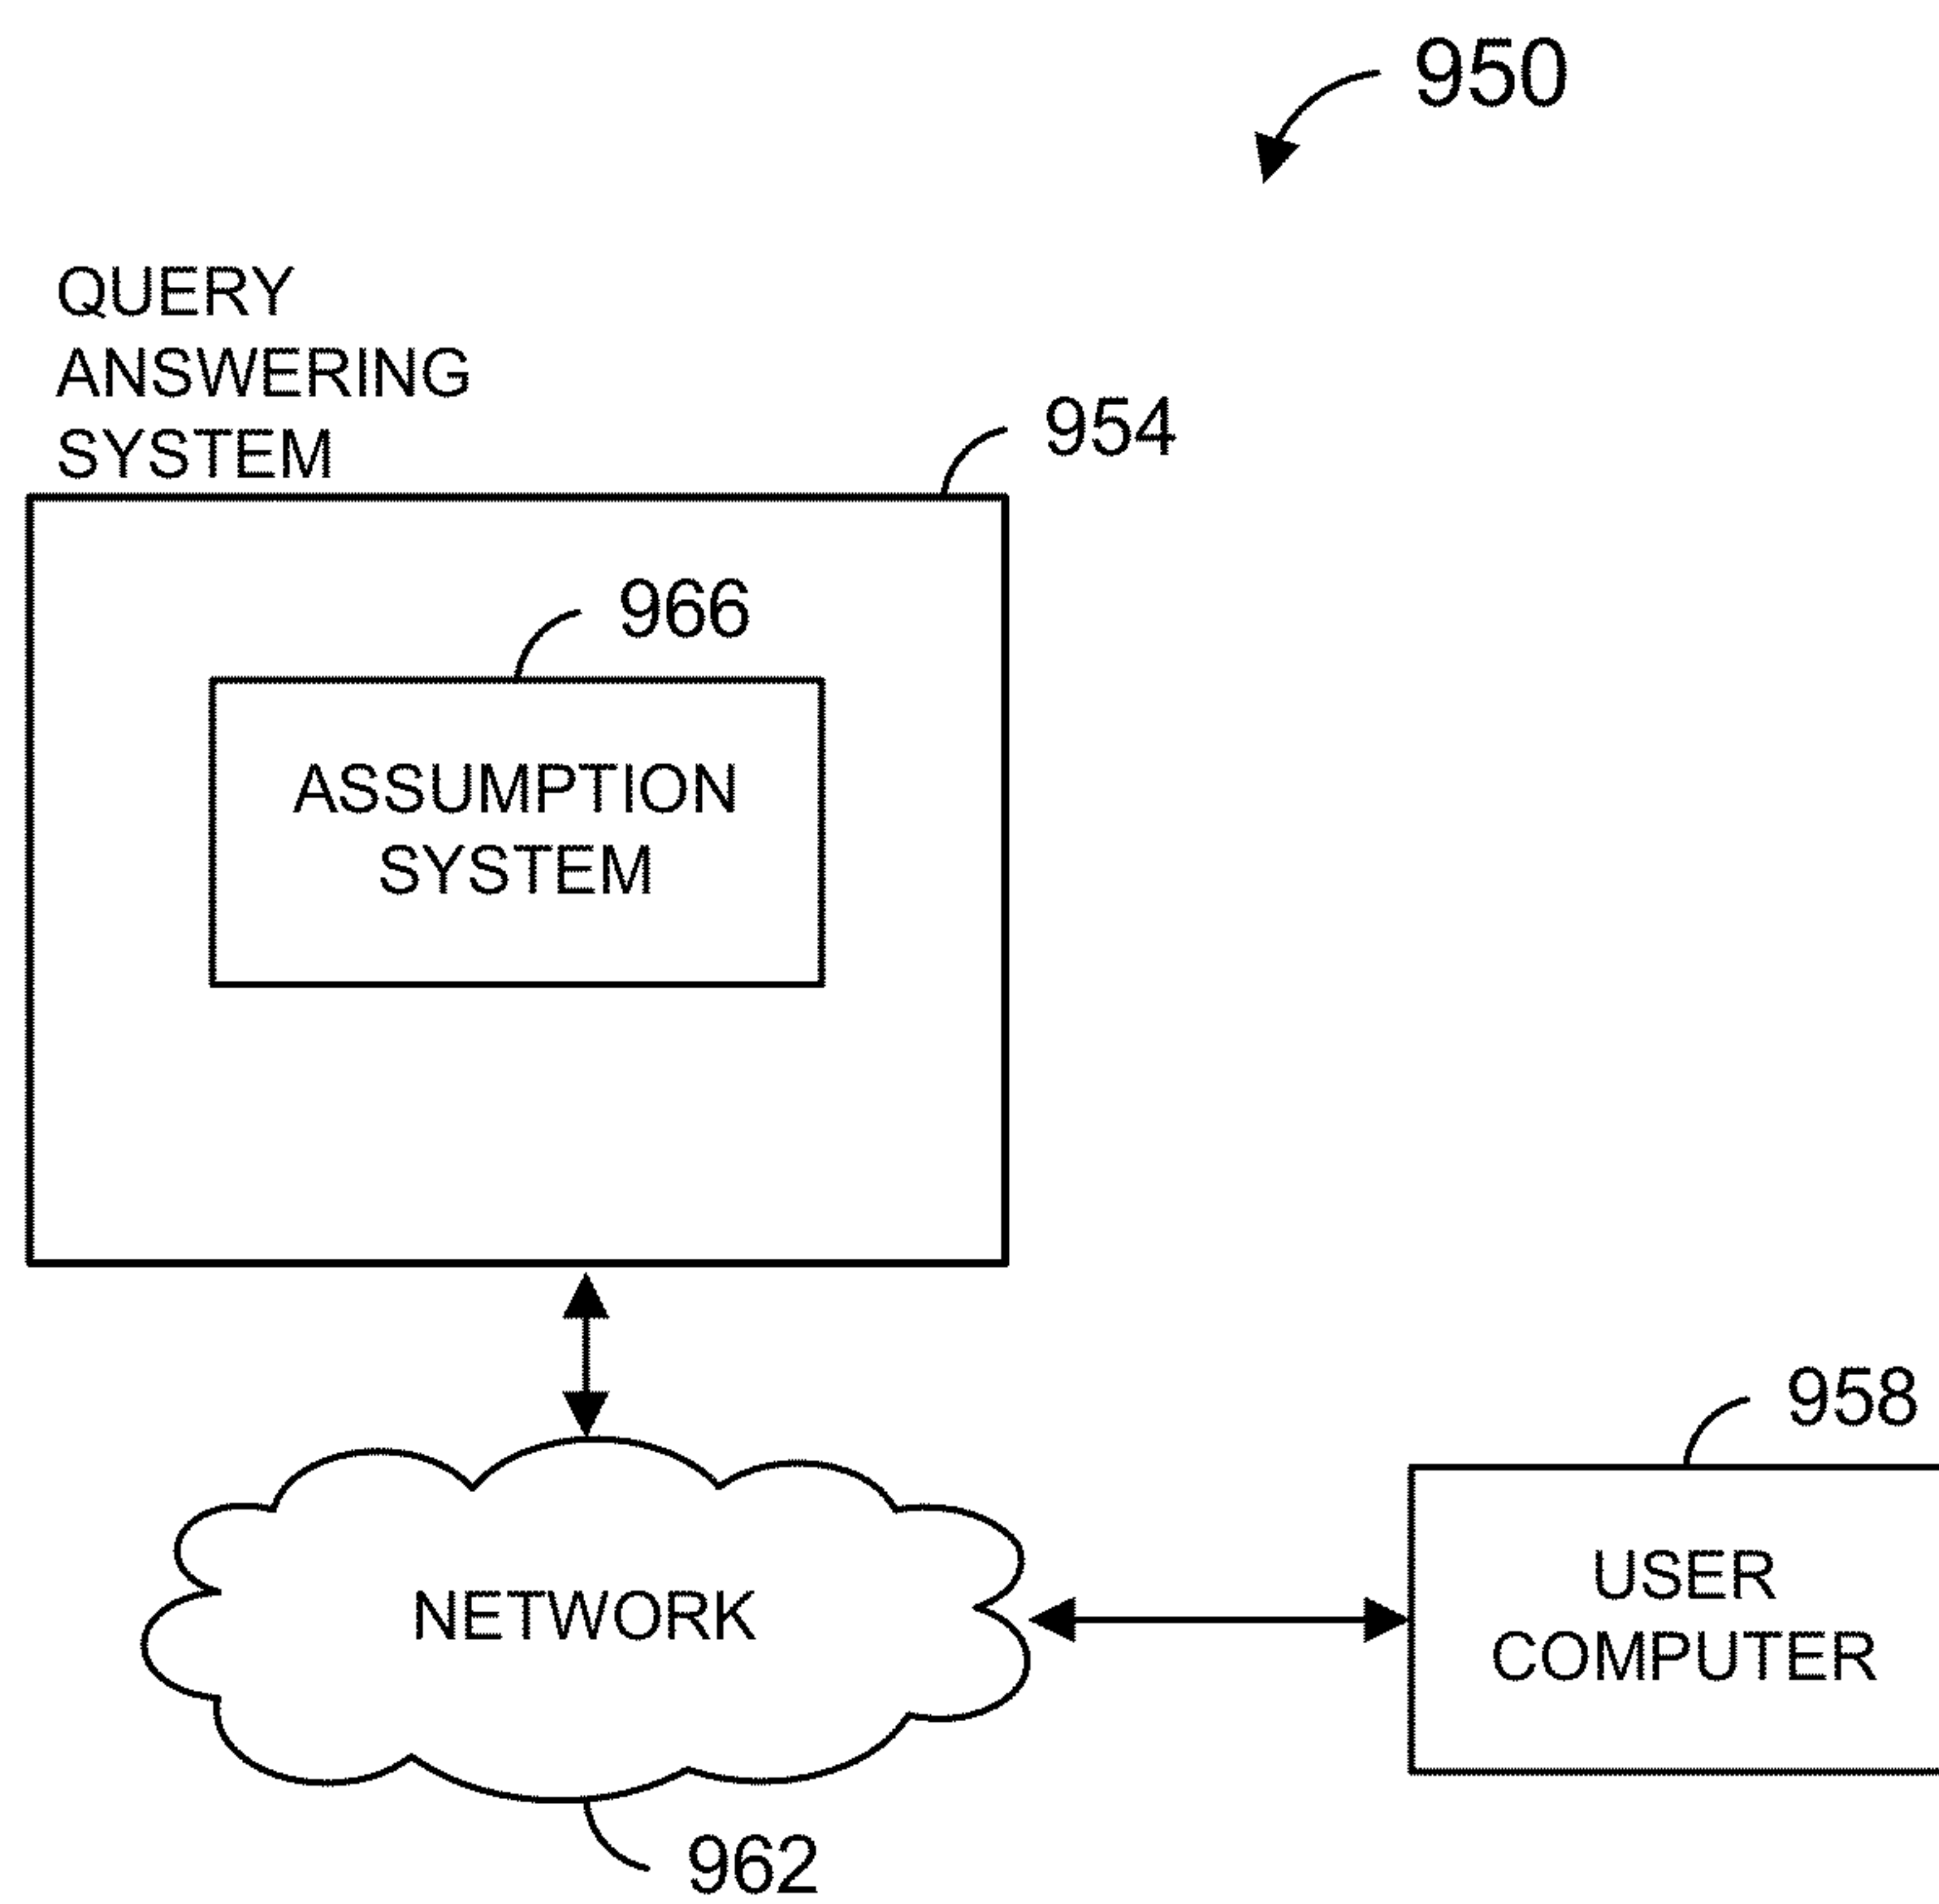 950
QUERY
ANSWERING
SYSTEM
954
966
ASSUMPTION
SYSTEM
958
USER
COMPUTER
NETWORK
962